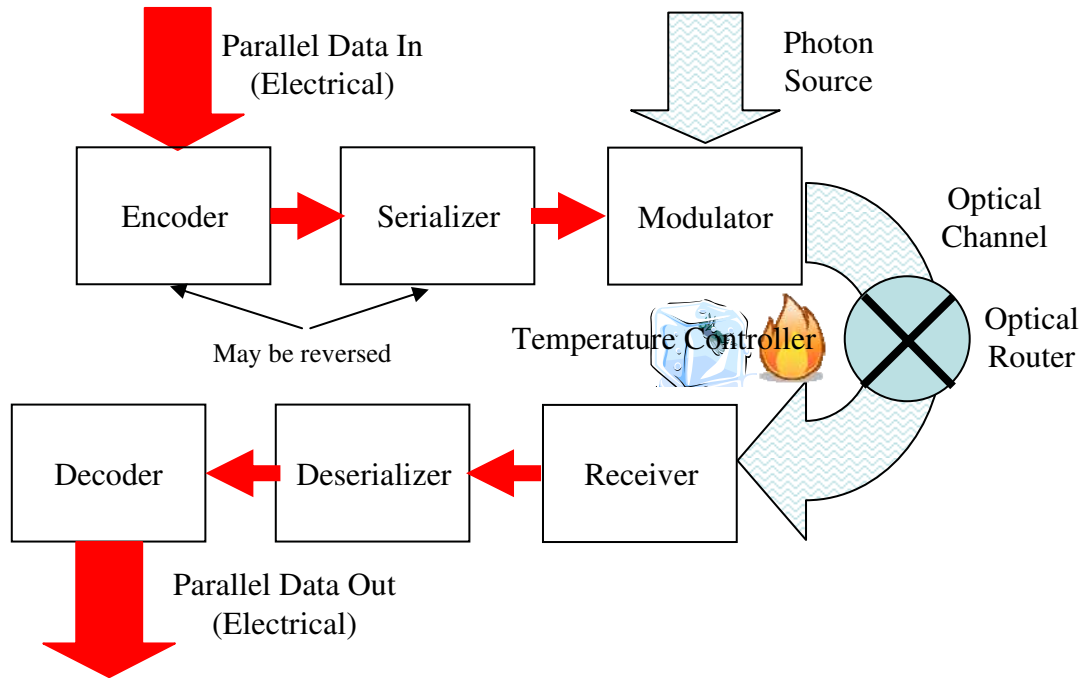 Parallel Data In
(Electrical)
Photon
Source
Encoder
Serializer
Modulator
Optical
Channel
May be reversed
Temperature Controller
Optical
Router
Decoder
Deserializer
Receiver
Parallel Data Out
(Electrical)